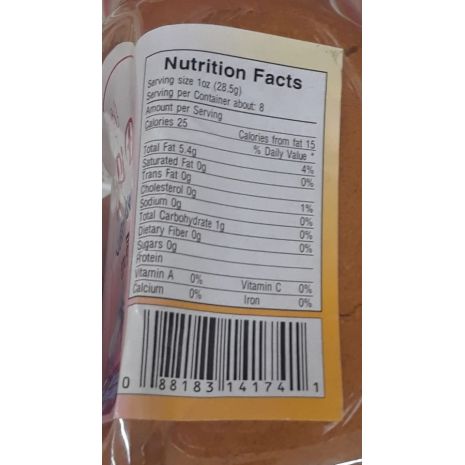 Nutrition Facts
Serving size 1oz (28.5g)
Serving per Container about: 8
Amount per Serving
Calories 25 Calories from fat 15
% Daily Value *
Total Fat 5.4g 4%
Saturated Fat 0g 0%
Trans Fat 0g
Cholesterol 0g
Sodium 0g 1%
Total Carbohydrate 1g 0%
Dietary Fiber 0g 0%
Sugars 0g
Protein
Vitamin A 0% Vitamin C 0%
Calcium 0% Iron 0%
0 88183 14174 1